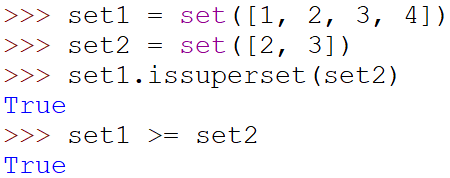 >>> set1 = set([1, 2, 3, 4])
>>> set2 = set([2, 3])
>>> set1.issuperset(set2)
True
>>> set1 >= set2
True